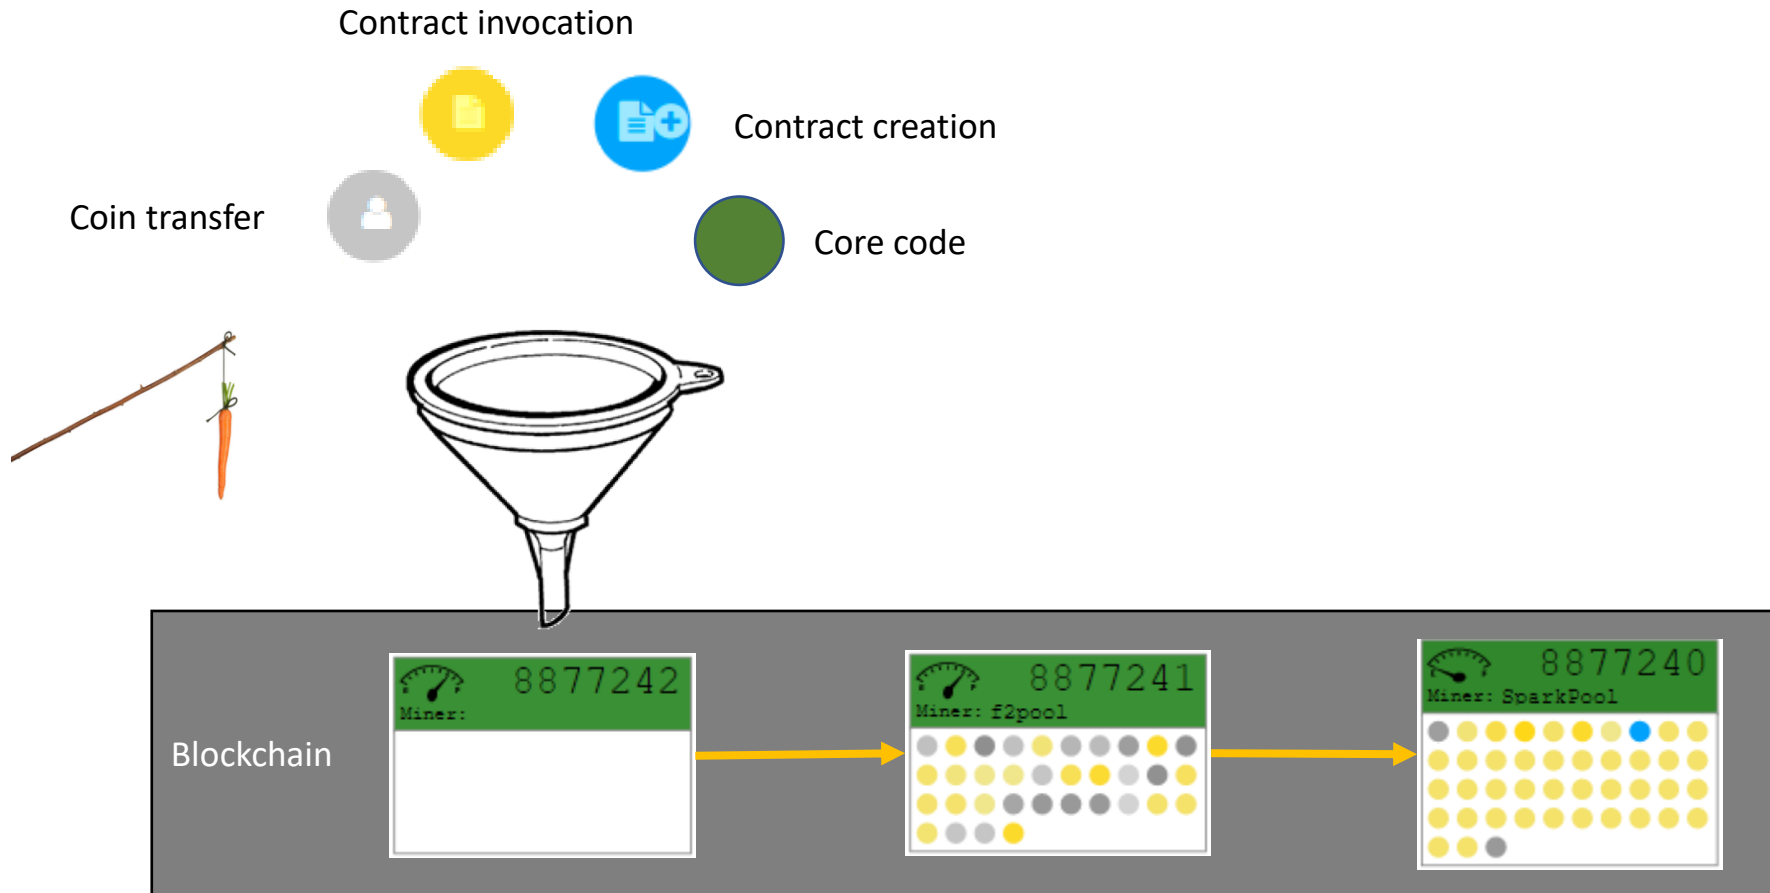 Contract invocation
Contract creation
Coin transfer
Core code
Blockchain
8877242
Miner:
8877241
Miner: f2pool
8877240
Miner: SparkPool